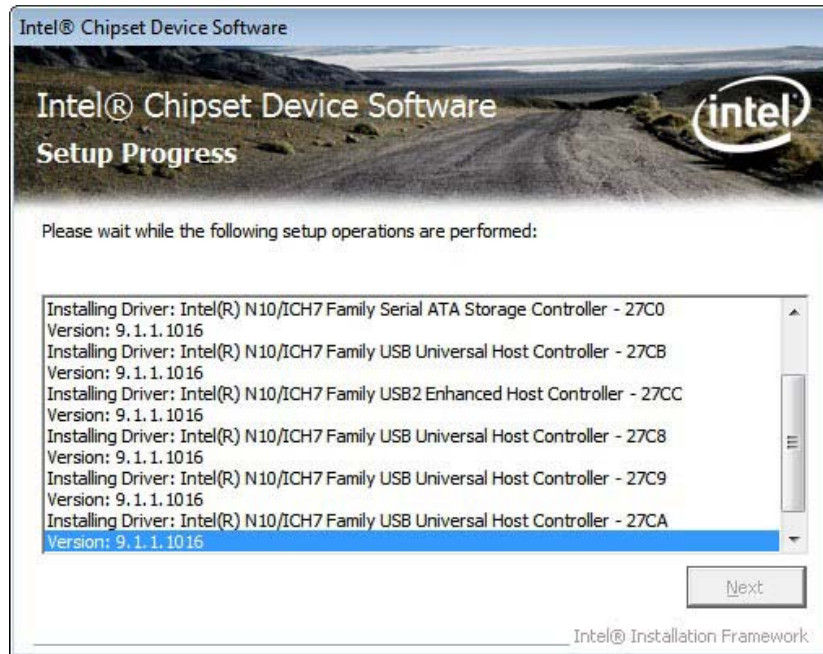 Intel® Chipset Device Software
Intel® Chipset Device Software
intel
Setup Progress
Please wait while the following setup operations are performed:
Installing Driver: Intel(R) N10/ICH7 Family Serial ATA Storage Controller - 27C0
Version: 9.1.1.1016
Installing Driver: Intel(R) N10/ICH7 Family USB Universal Host Controller - 27CB
Version: 9.1.1.1016
Installing Driver: Intel(R) N10/ICH7 Family USB2 Enhanced Host Controller - 27CC
Version: 9.1.1.1016
Installing Driver: Intel(R) N10/ICH7 Family USB Universal Host Controller - 27C8
Version: 9.1.1.1016
Installing Driver: Intel(R) N10/ICH7 Family USB Universal Host Controller - 27C9
Version: 9.1.1.1016
Installing Driver: Intel(R) N10/ICH7 Family USB Universal Host Controller - 27CA
Version: 9.1.1.1016
Next
Intel® Installation Framework